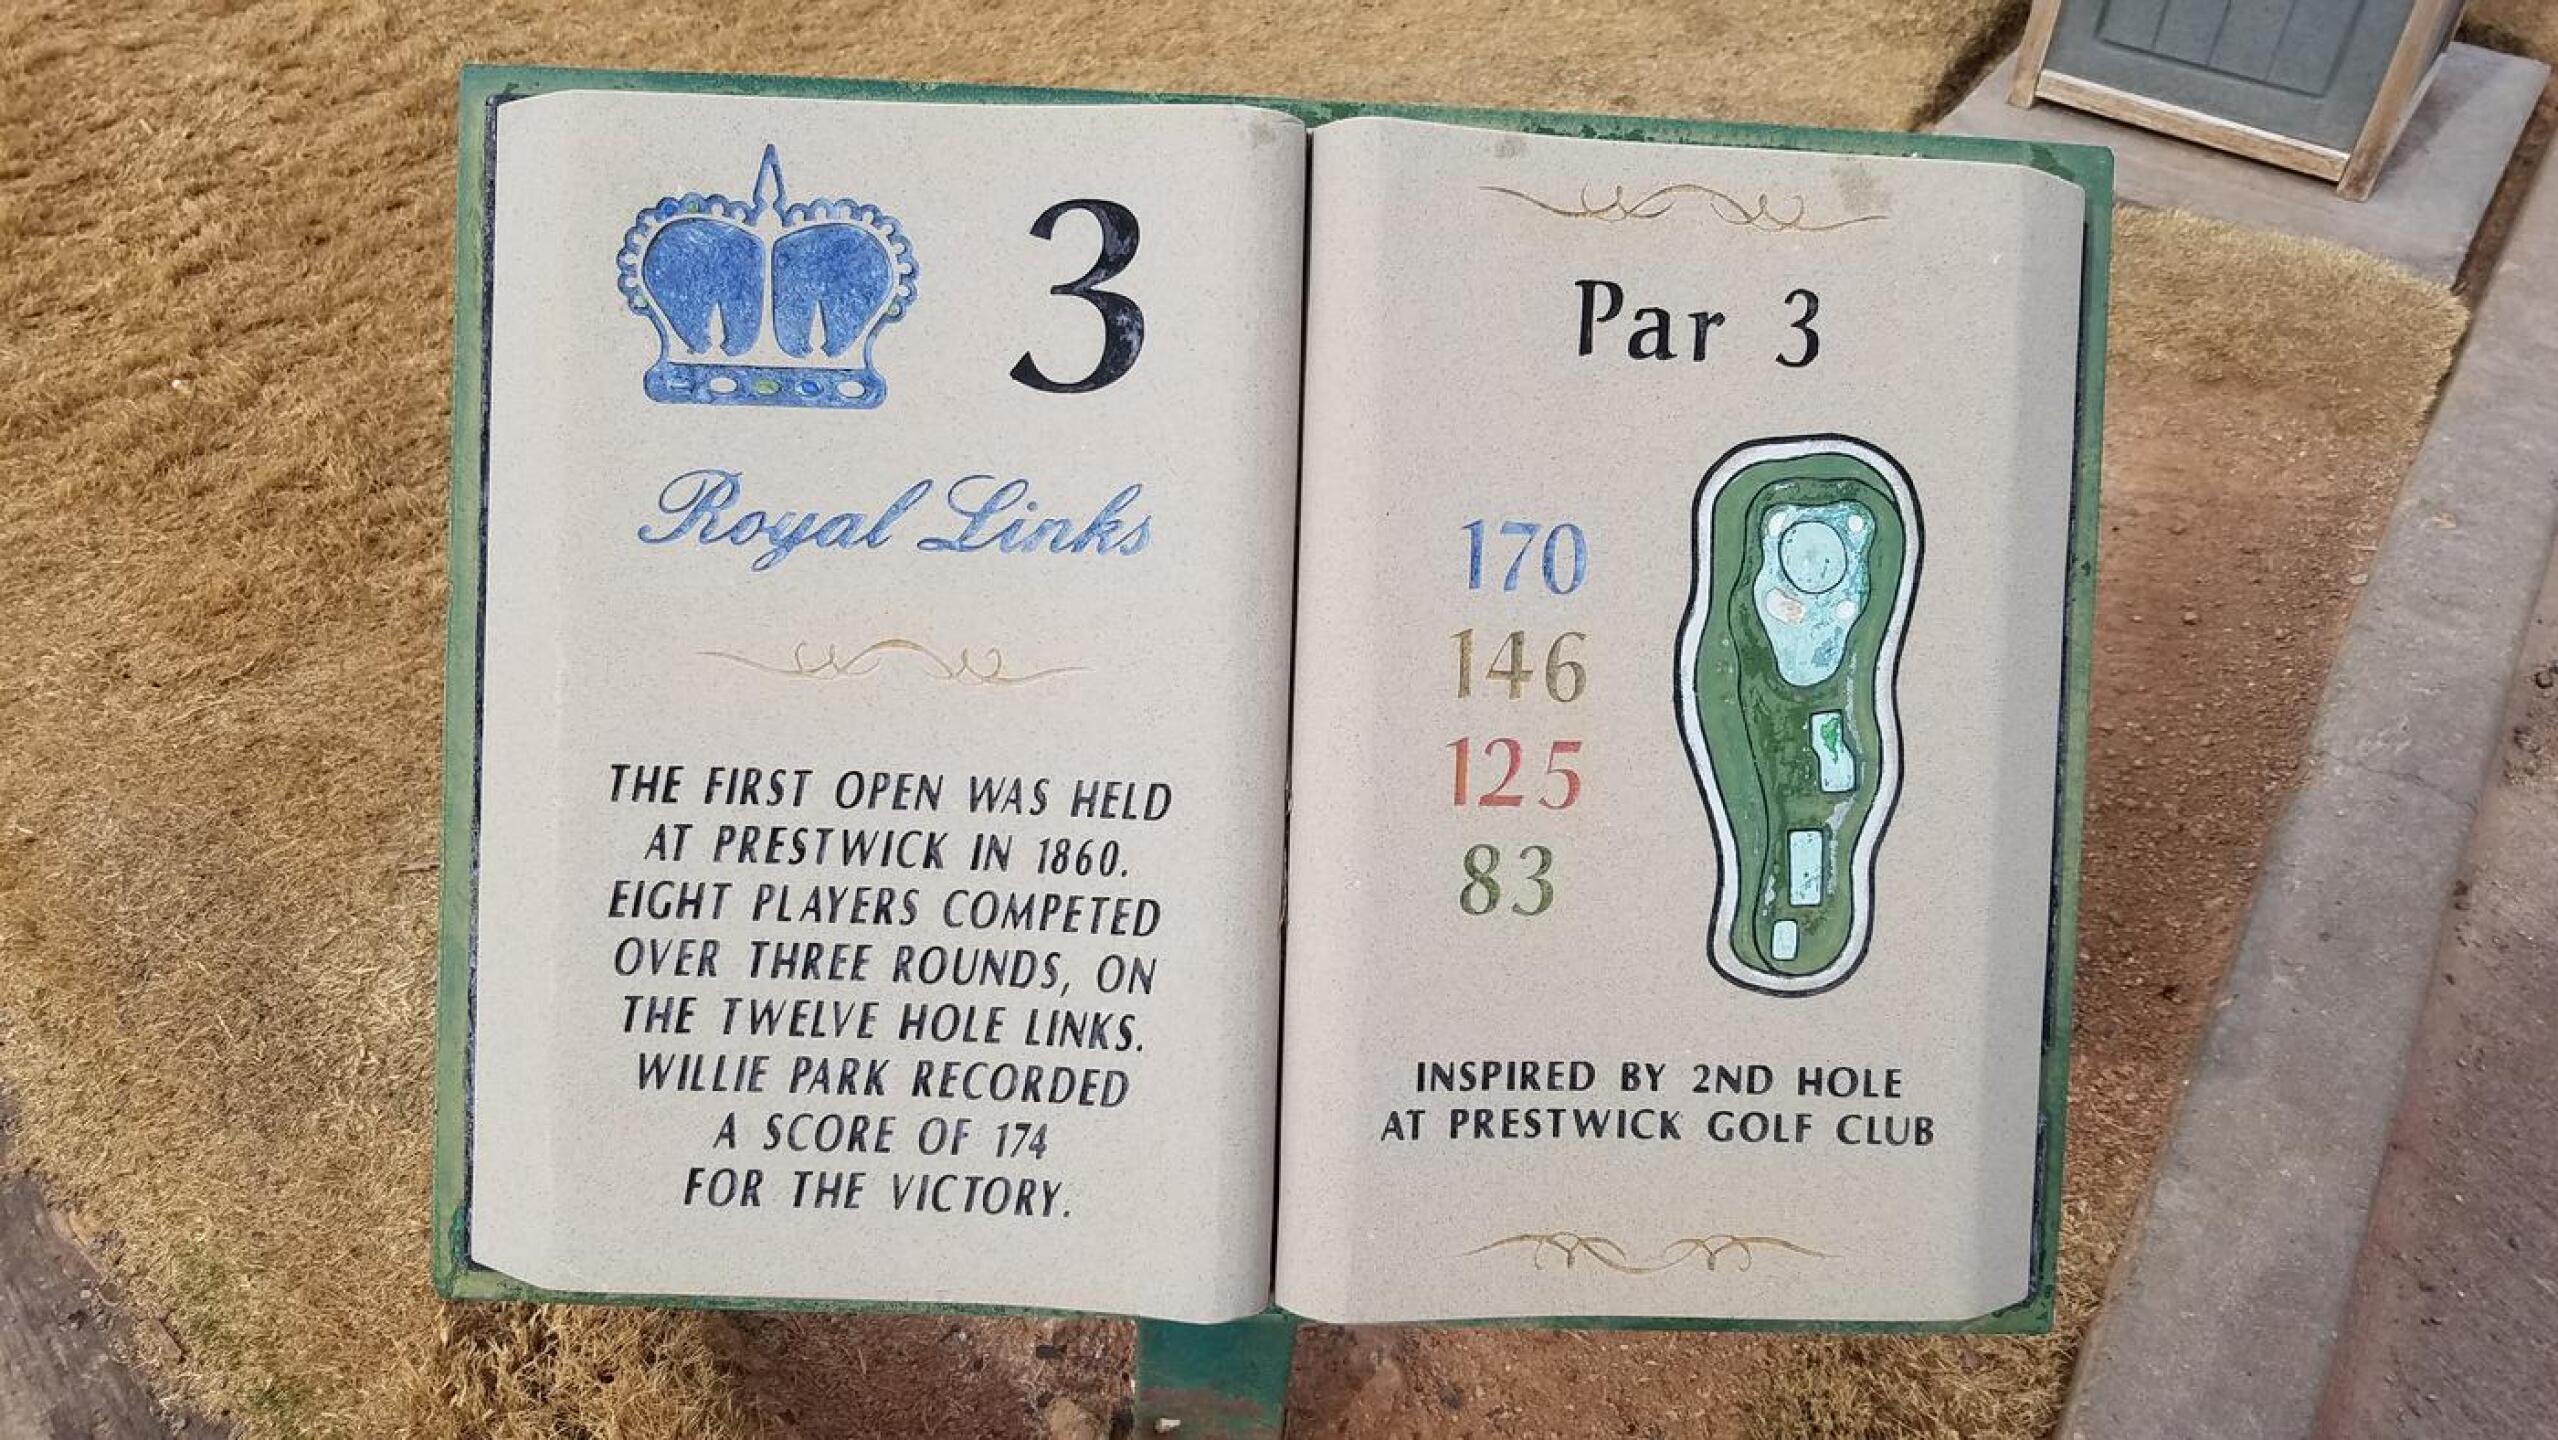 3
Royal Links
THE FIRST OPEN WAS HELD
AT PRESTWICK IN 1860.
EIGHT PLAYERS COMPETED
OVER THREE ROUNDS, ON
THE TWELVE HOLE LINKS.
WILLIE PARK RECORDED
A SCORE OF 174
FOR THE VICTORY.
Par 3
170
146
125
83
INSPIRED BY 2ND HOLE
AT PRESTWICK GOLF CLUB